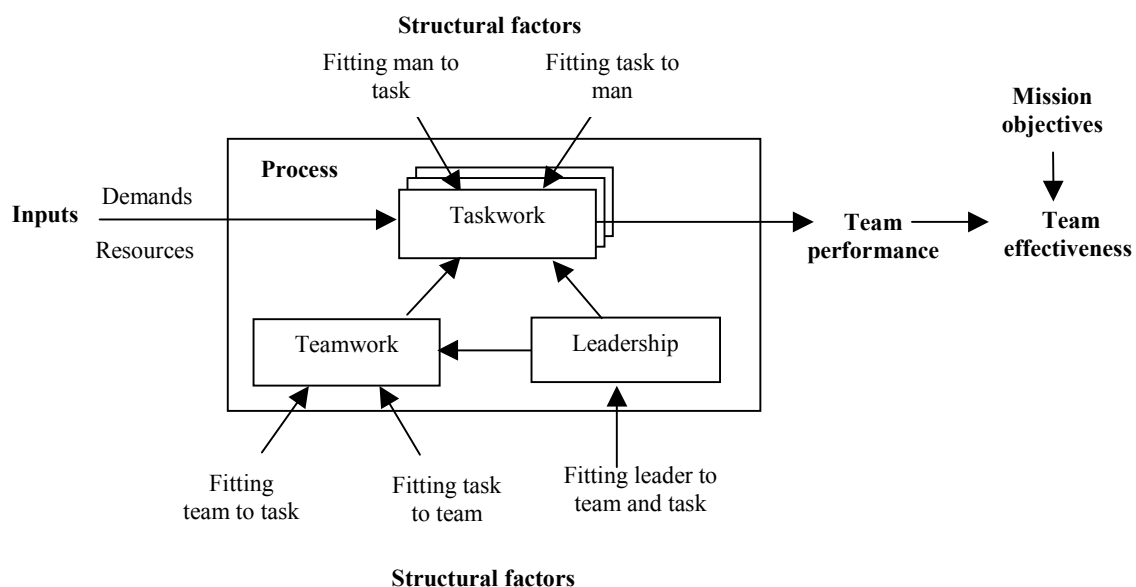 Structural factors
Fitting man to
task
Fitting task to
man
Mission
objectives
Process
Demands
Inputs
Resources
Taskwork
Team
performance
Team
effectiveness
Teamwork
Leadership
Fitting
team to task
Fitting task
to team
Fitting leader to
team and task
Structural factors